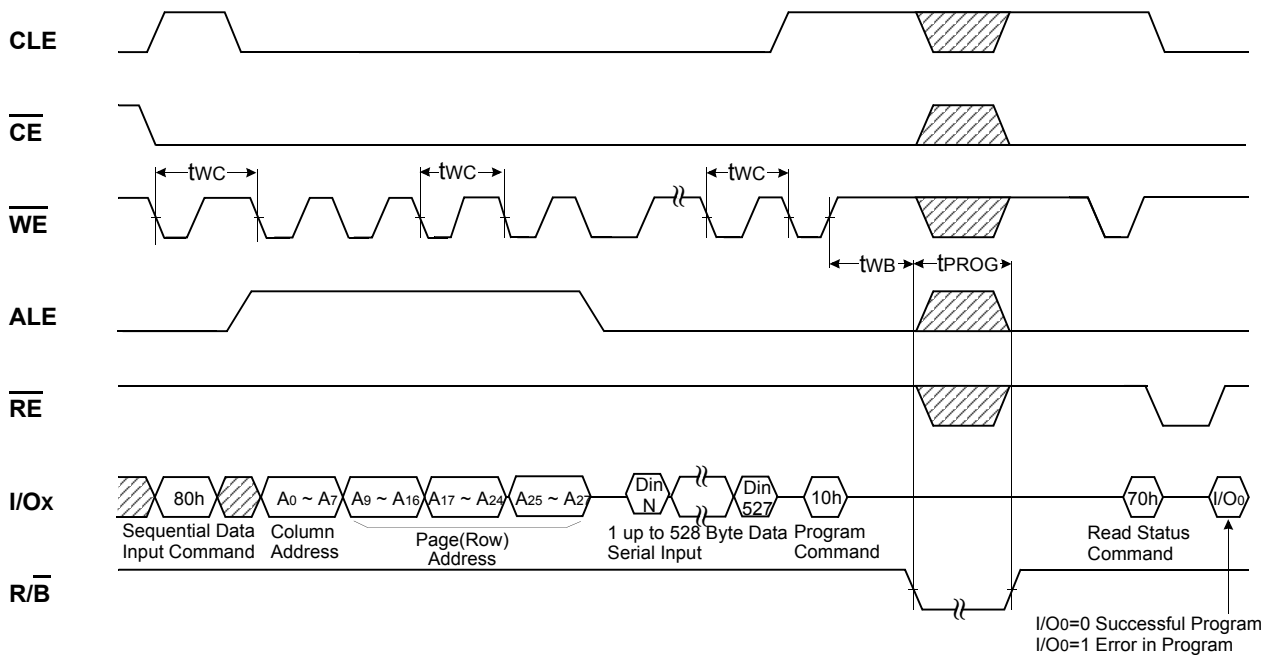 CLE
CE
tWC
tWC
tWC
WE
tWB
tPROG
ALE
RE
I/Ox
80h
A0 ~ A7
A9 ~ A16
A17 ~ A24
A25 ~ A27
Din
N
Din
527
10h
70h
I/O0
Sequential Data
Input Command
Column
Address
Page(Row)
Address
1 up to 528 Byte Data
Serial Input
Program
Command
Read Status
Command
R/B
I/O0=0 Successful Program
I/O0=1 Error in Program